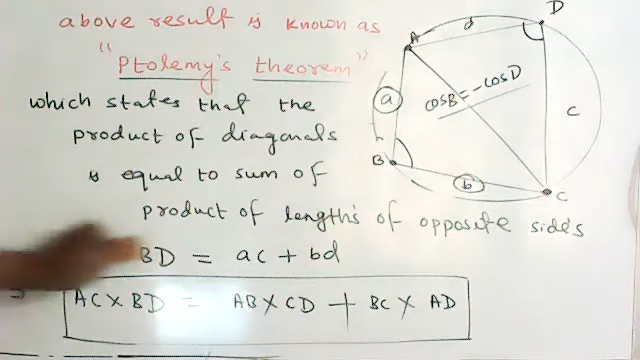 above result is known as
"Ptolemy's theorem"
which states that the
product of diagonals
is equal to sum of
product of lengths of opposite side's
BD = ac + bd
AC X BD = AB X CD + BC X AD
A
d
D
a
cosB = -cosD
c
B
b
C